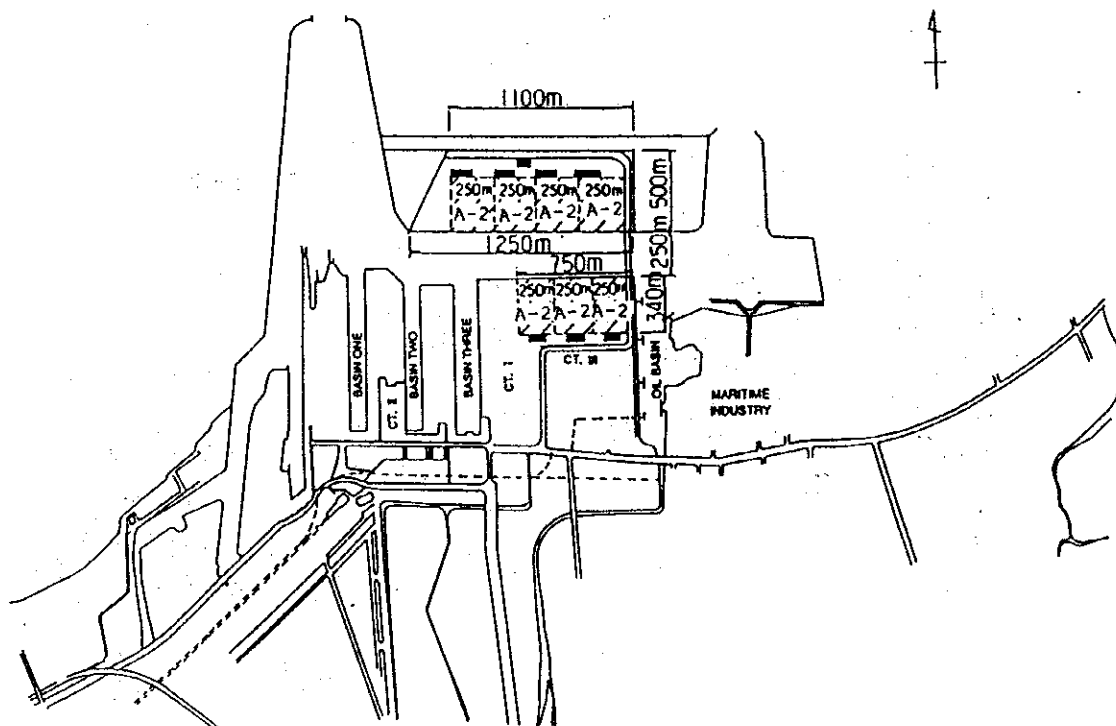 4
1100m
250m 250m 250m 250m
A-2 A-2 A-2 A-2
500m
1250m
250m
750m
250m 250m 250m
A-2 A-2 A-2
340m
BASIN ONE
CT. II
BASIN TWO
BASIN THREE
CT. I
CT. III
OIL BASIN
MARITIME
INDUSTRY